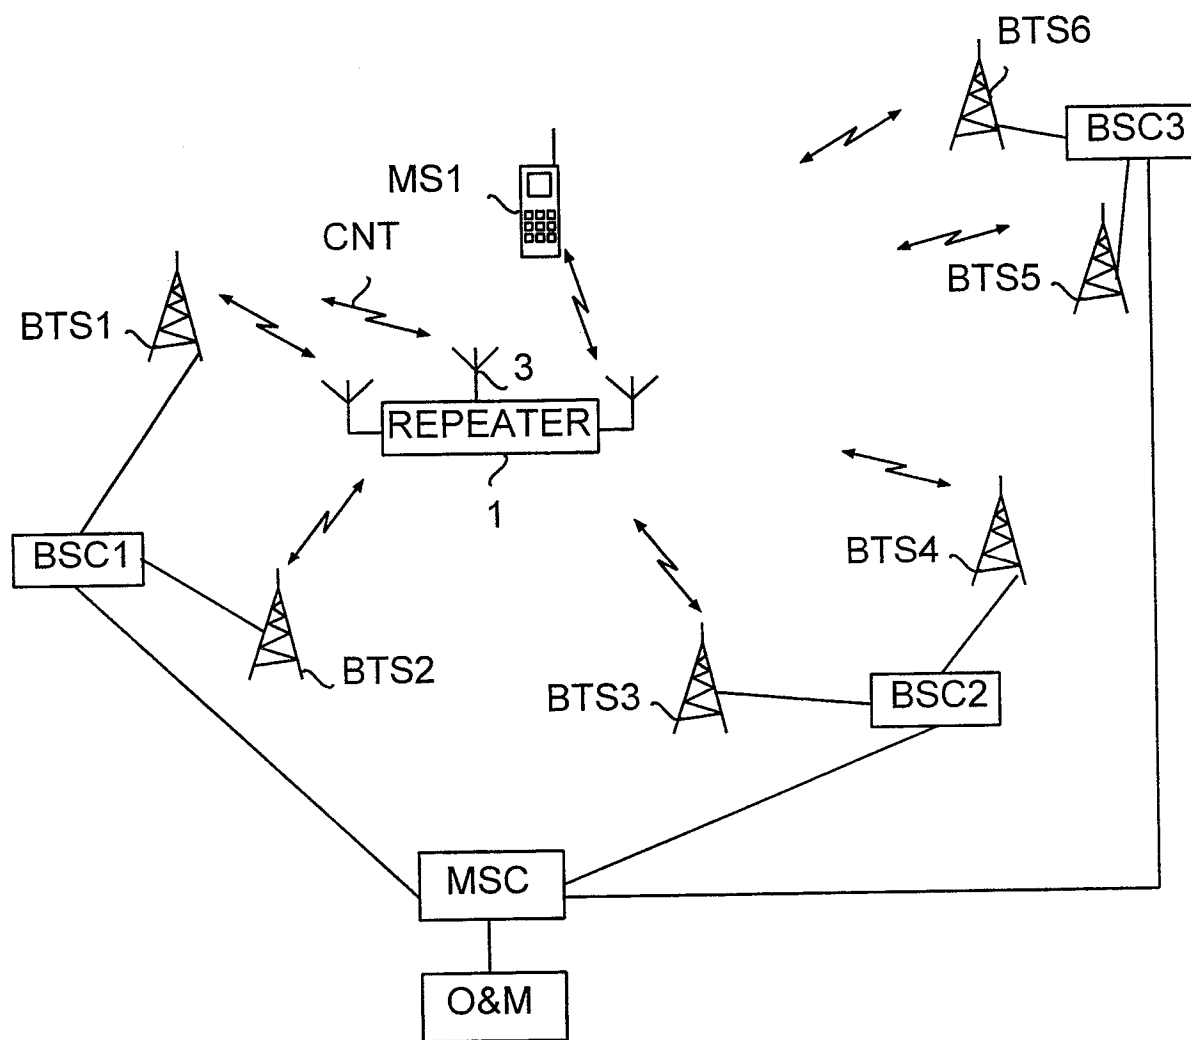 BTS6
BSC3
MS1
CNT
BTS5
BTS1
3
REPEATER
1
BSC1
BTS4
BTS2
BTS3
BSC2
MSC
O&M